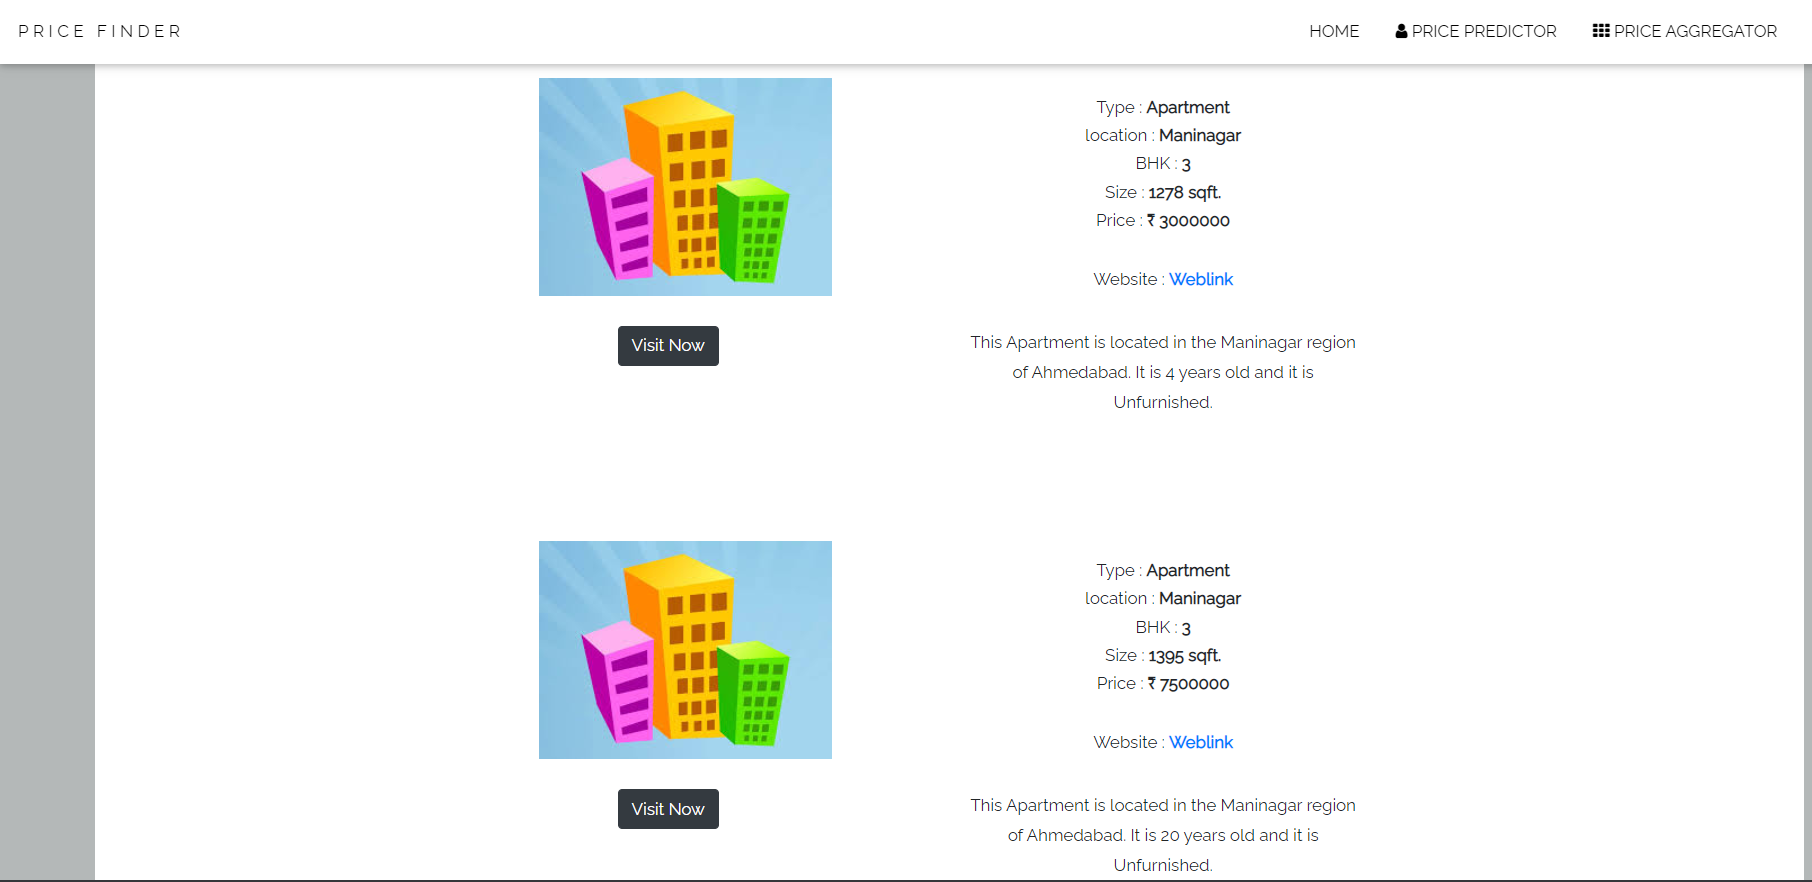 PRICE FINDER
HOME
PRICE PREDICTOR
PRICE AGGREGATOR
Type : Apartment
location : Maninagar
BHK : 3
Size : 1278 sqft.
Price : ₹ 3000000
Website : Weblink
Visit Now
This Apartment is located in the Maninagar region
of Ahmedabad. It is 4 years old and it is
Unfurnished.
Type : Apartment
location : Maninagar
BHK : 3
Size : 1395 sqft.
Price : ₹ 7500000
Website : Weblink
Visit Now
This Apartment is located in the Maninagar region
of Ahmedabad. It is 20 years old and it is
Unfurnished.